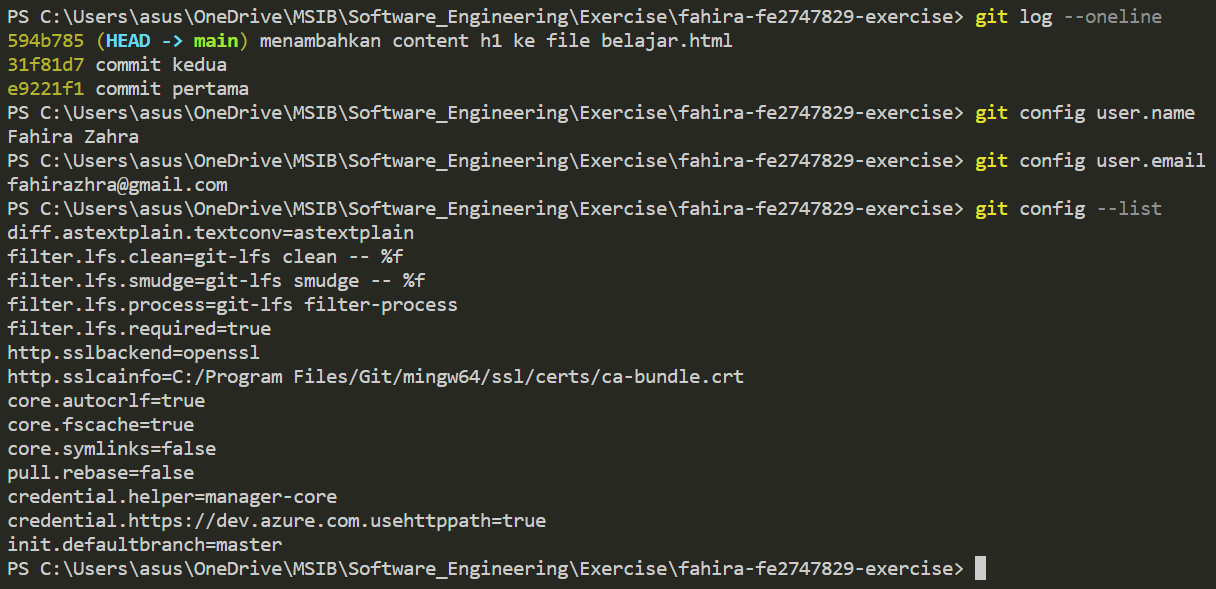 PS C:\Users\asus\OneDrive\MSIB\Software_Engineering\Exercise\fahira-fe2747829-exercise> git log --oneline
594b785 (HEAD -> main) menambahkan content h1 ke file belajar.html
31f81d7 commit kedua
e9221f1 commit pertama
PS C:\Users\asus\OneDrive\MSIB\Software_Engineering\Exercise\fahira-fe2747829-exercise> git config user.name
Fahira Zahra
PS C:\Users\asus\OneDrive\MSIB\Software_Engineering\Exercise\fahira-fe2747829-exercise> git config user.email
fahirazhra@gmail.com
PS C:\Users\asus\OneDrive\MSIB\Software_Engineering\Exercise\fahira-fe2747829-exercise> git config --list
diff.astextplain.textconv=astextplain
filter.lfs.clean=git-lfs clean -- %f
filter.lfs.smudge=git-lfs smudge -- %f
filter.lfs.process=git-lfs filter-process
filter.lfs.required=true
http.sslbackend=openssl
http.sslcainfo=C:/Program Files/Git/mingw64/ssl/certs/ca-bundle.crt
core.autocrlf=true
core.fscache=true
core.symlinks=false
pull.rebase=false
credential.helper=manager-core
credential.https://dev.azure.com.usehttppath=true
init.defaultbranch=master
PS C:\Users\asus\OneDrive\MSIB\Software_Engineering\Exercise\fahira-fe2747829-exercise>